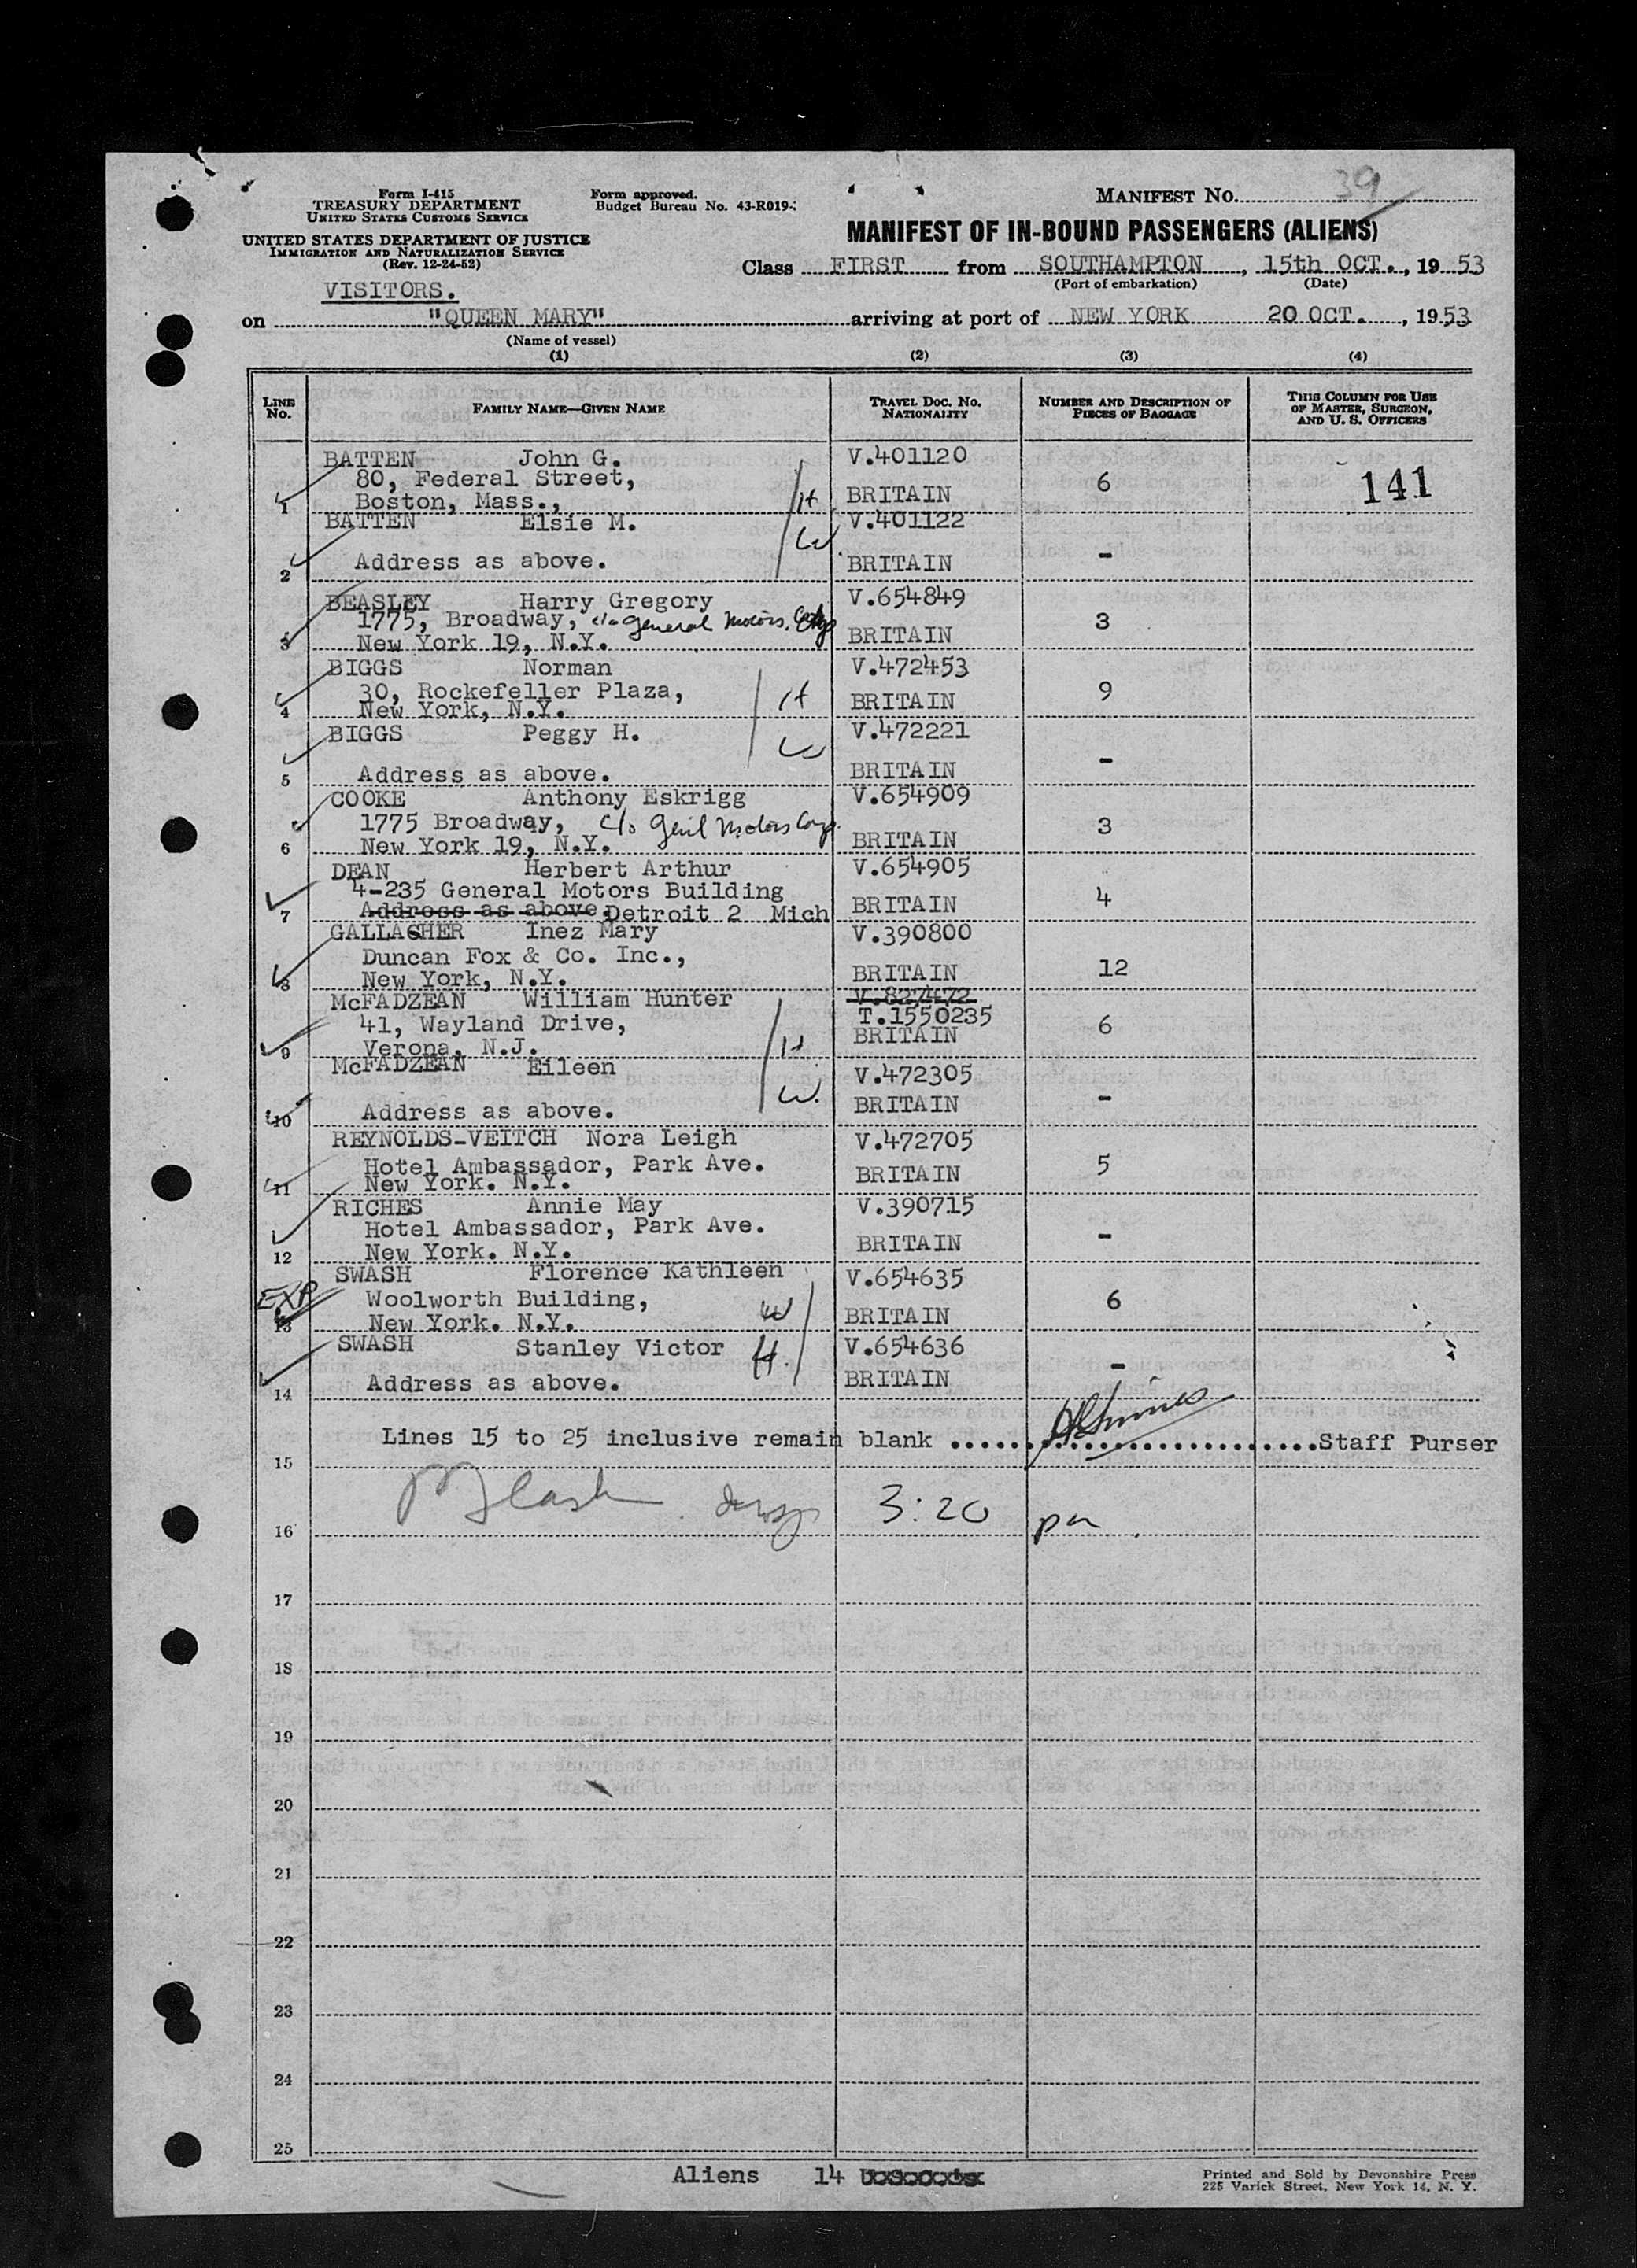 Form I-415
TREASURY DEPARTMENT
UNITED STATES CUSTOMS SERVICE
UNITED STATES DEPARTMENT OF JUSTICE
IMMIGRATION AND NATURALIZATION SERVICE
(Rev. 12-24-52)
Form approved.
Budget Bureau No. 43-R019-
MANIFEST NO. 39
MANIFEST OF IN-BOUND PASSENGERS (ALIENS)
Class FIRST from SOUTHAMPTON, 15th OCT., 19 53
(Port of embarkation) (Date)
VISITORS.
on "QUEEN MARY" arriving at port of NEW YORK 20 OCT., 1953
(Name of vessel)
(1) (2) (3) (4)
LINE NO. FAMILY NAME—GIVEN NAME TRAVEL DOC. NO. NATIONALITY NUMBER AND DESCRIPTION OF PIECES OF BAGGAGE THIS COLUMN FOR USE OF MASTER, SURGEON, AND U. S. OFFICERS
BATTEN John G. V.401120
80, Federal Street, 6 141
1 Boston, Mass., H BRITAIN
BATTEN Elsie M. V.401122
W
2 Address as above. BRITAIN -
BEASLEY Harry Gregory V.654849
1775, Broadway, c/o General Motors. 3
3 New York 19, N.Y. BRITAIN
BIGGS Norman V.472453
30, Rockefeller Plaza, H 9
4 New York, N.Y. BRITAIN
BIGGS Peggy H. V.472221
W -
5 Address as above. BRITAIN
COOKE Anthony Eskrigg V.654909
1775 Broadway, c/o Genl Motors Corp. 3
6 New York 19, N.Y. BRITAIN
DEAN Herbert Arthur V.654905
4-235 General Motors Building 4
7 Address as above. Detroit 2 Mich BRITAIN
GALLAGHER Inez Mary V.390800
Duncan Fox & Co. Inc.,
8 New York, N.Y. BRITAIN 12
McFADZEAN William Hunter V.827472
41, Wayland Drive, T.1550235 6
9 Verona, N.J. H BRITAIN
McFADZEAN Eileen V.472305
W.
10 Address as above. BRITAIN -
REYNOLDS-VEITCH Nora Leigh V.472705
Hotel Ambassador, Park Ave. 5
11 New York. N.Y. BRITAIN
RICHES Annie May V.390715
Hotel Ambassador, Park Ave.
12 New York. N.Y. BRITAIN -
SWASH Florence Kathleen V.654635
EXP Woolworth Building, W 6
13 New York. N.Y. BRITAIN
SWASH Stanley Victor H. V.654636
14 Address as above. BRITAIN -
Lines 15 to 25 inclusive remain blank ........................Staff Purser
15
3:20 pm.
16
17
18
19
20
21
22
23
24
25
Aliens 14
Printed and Sold by Devonshire Press
225 Varick Street, New York 14, N. Y.